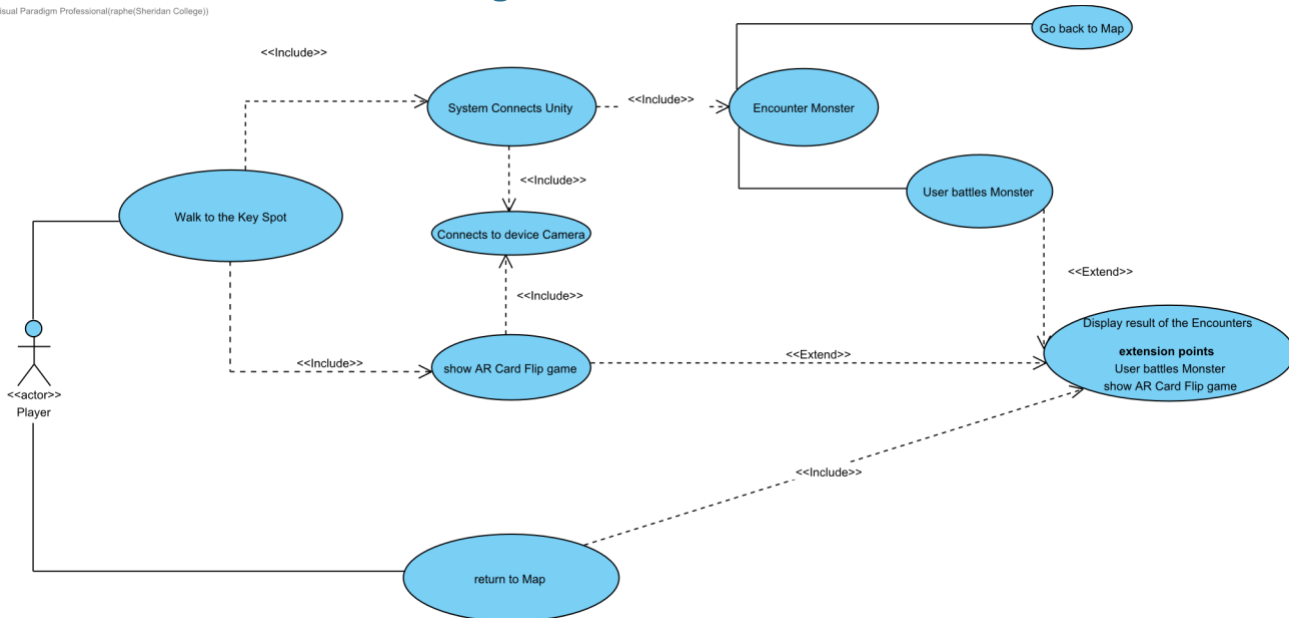 isual Paradigm Professional(raphe(Sheridan College))
Go back to Map
<<Include>>
System Connects Unity
<<Include>>
Encounter Monster
<<Include>>
User battles Monster
Walk to the Key Spot
Connects to device Camera
<<Extend>>
<<Include>>
Display result of the Encounters
extension points
User battles Monster
show AR Card Flip game
<<Extend>>
<<Include>>
show AR Card Flip game
<<actor>>
Player
<<Include>>
return to Map